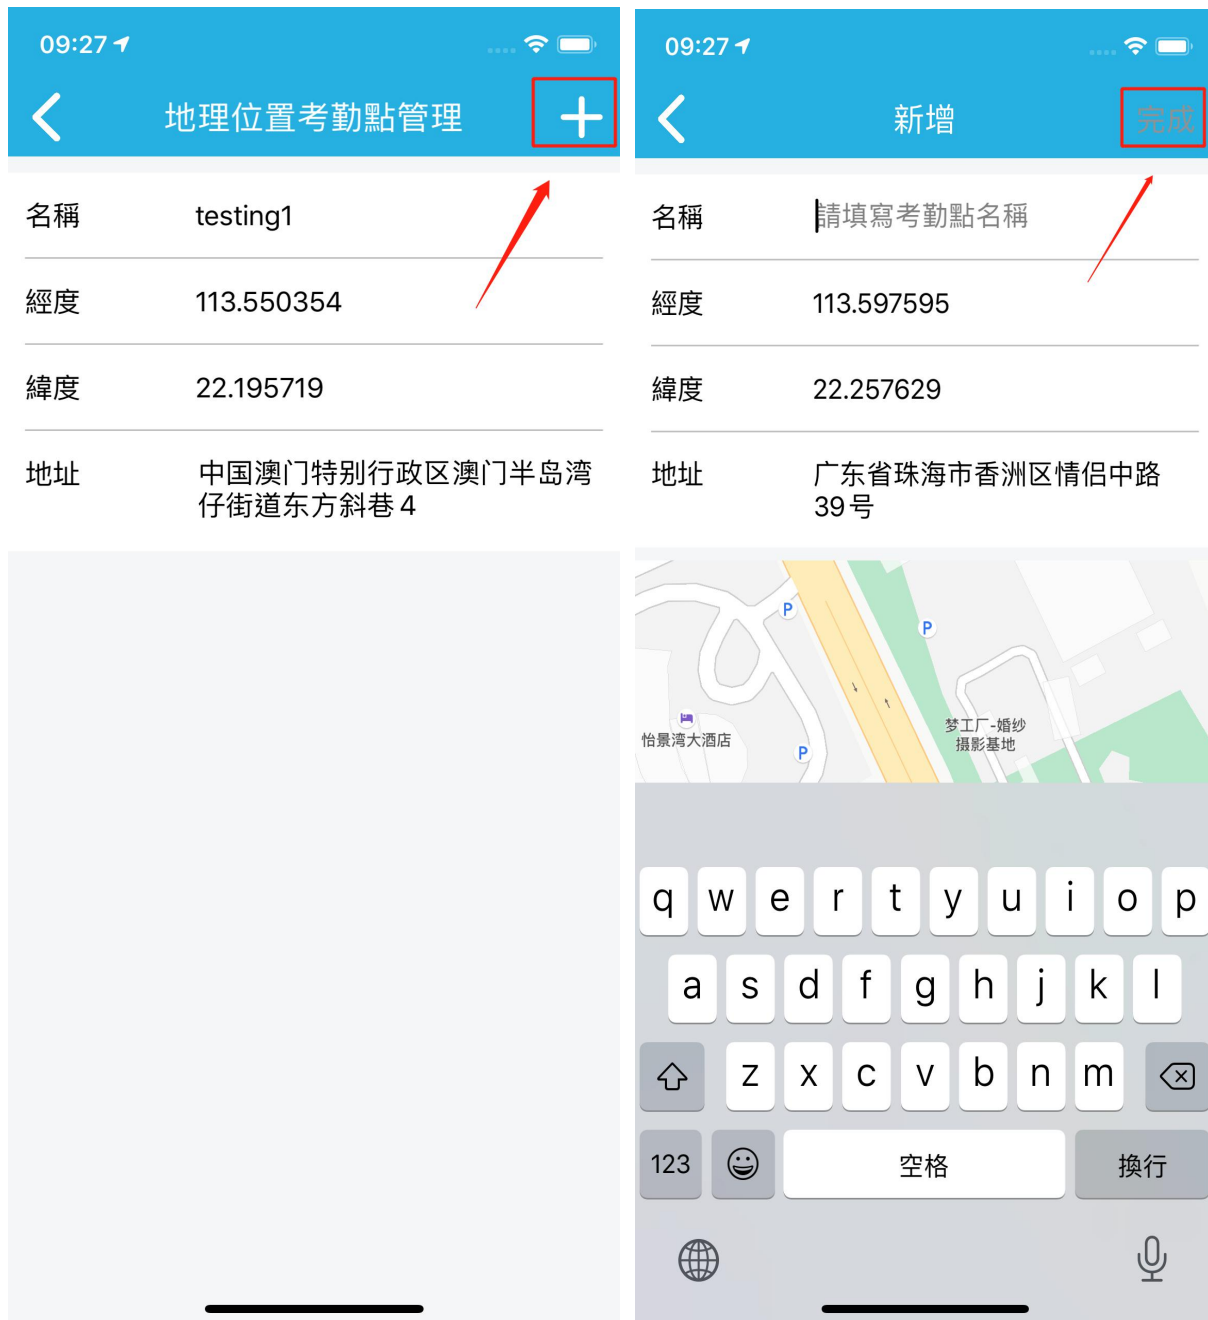 09:27
地理位置考勤點管理
名稱 testing1
經度 113.550354
緯度 22.195719
地址 中国澳门特别行政区澳门半岛湾
仔街道东方斜巷4
09:27
新增 完成
名稱 請填寫考勤點名稱
經度 113.597595
緯度 22.257629
地址 广东省珠海市香洲区情侣中路
39号
P
P
怡景湾大酒店
P
梦工厂-婚纱
摄影基地
q w e r t y u i o p
a s d f g h j k l
z x c v b n m
123 空格 換行